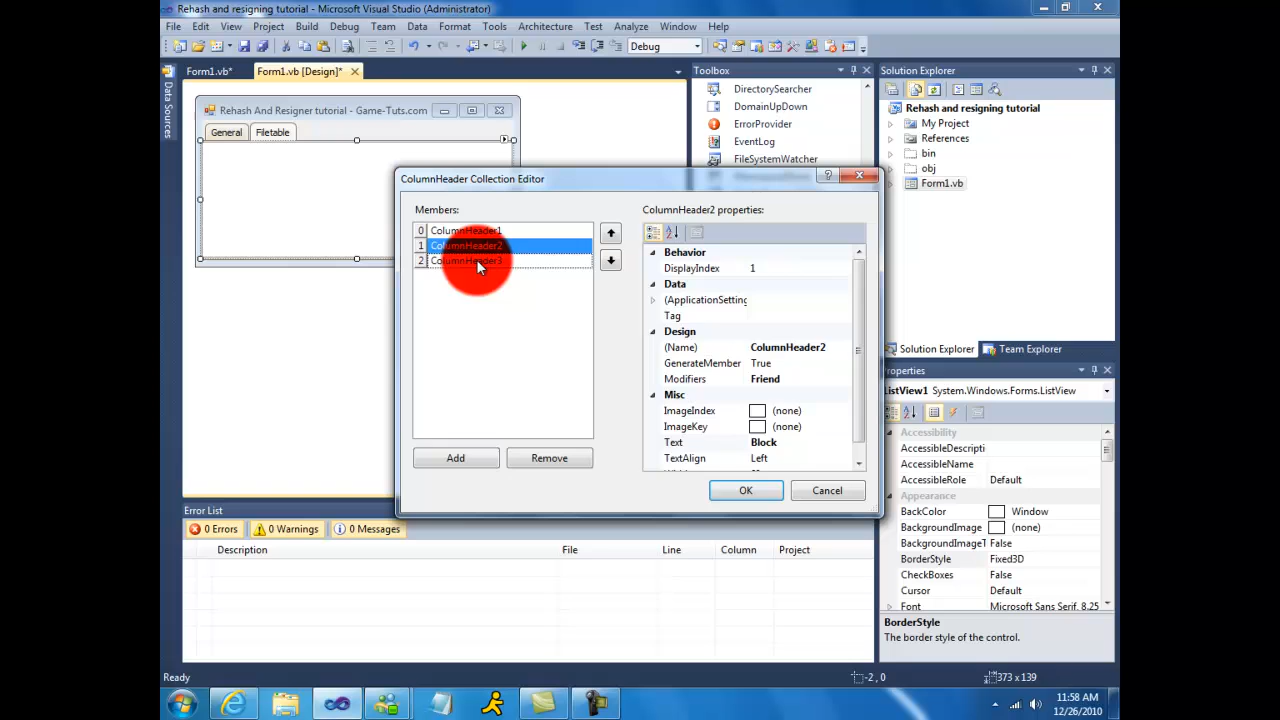 Rehash and resigning tutorial - Microsoft Visual Studio (Administrator)
File Edit View Project Build Debug Team Data Format Tools Architecture Test Analyze Window Help
Debug
Form1.vb* Form1.vb [Design]*
Data Sources
Rehash And Resigner tutorial - Game-Tuts.com
General Filetable
Toolbox
DirectorySearcher
DomainUpDown
ErrorProvider
EventLog
FileSystemWatcher
Solution Explorer
Rehash and resigning tutorial
My Project
References
bin
obj
Form1.vb
Solution Explorer Team Explorer
ColumnHeader Collection Editor
Members:
0 ColumnHeader1
1 ColumnHeader2
2 ColumnHeader3
Add Remove
ColumnHeader2 properties:
Behavior
DisplayIndex 1
Data
(ApplicationSetting
Tag
Design
(Name) ColumnHeader2
GenerateMember True
Modifiers Friend
Misc
ImageIndex (none)
ImageKey (none)
Text Block
TextAlign Left
OK Cancel
Properties
ListView1 System.Windows.Forms.ListView
Accessibility
AccessibleDescripti
AccessibleName
AccessibleRole Default
Appearance
BackColor Window
BackgroundImage (none)
BackgroundImageT False
BorderStyle Fixed3D
CheckBoxes False
Cursor Default
Font Microsoft Sans Serif, 8.25
BorderStyle
The border style of the control.
Error List
0 Errors 0 Warnings 0 Messages
Description File Line Column Project
Ready -2 , 0 373 x 139
11:58 AM
12/26/2010